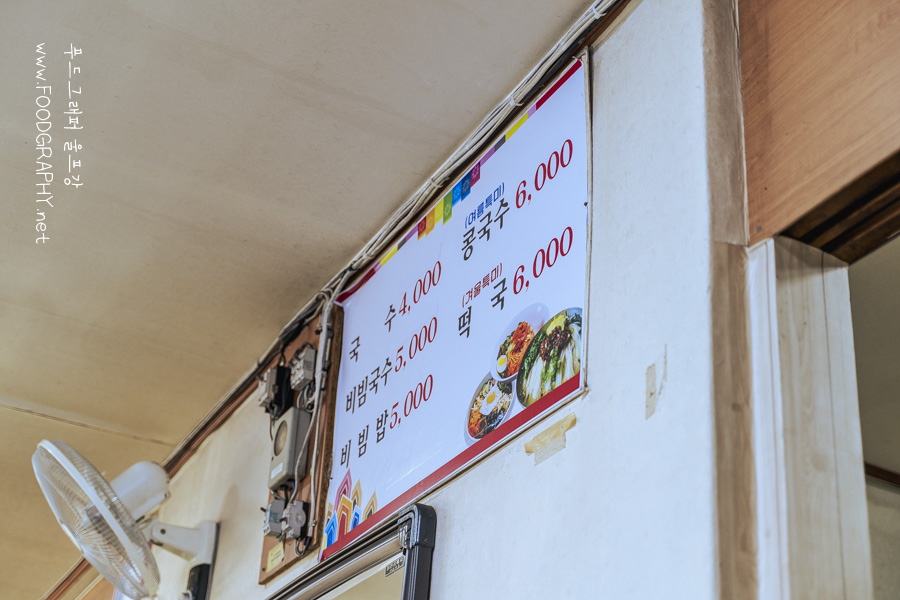 푸드그래퍼 울프강
www.FOODGRAPHY.net
국 수 4,000
비빔국수 5,000
비 빔 밥 5,000
(여름특미)
콩국수 6,000
(겨울특미)
떡 국 6,000